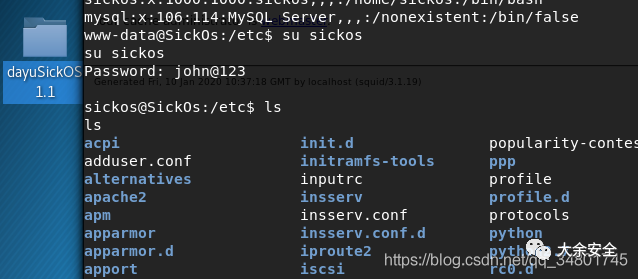 dayuSickOS
1.1
sickos:x:1000:1000:sickos,,,:/home/sickos:/bin/bash
mysql:x:106:114:MySQL Server,,,:/nonexistent:/bin/false
www-data@SickOs:/etc$ su sickos
su sickos
Password: john@123
Generated Fri, 10 Jan 2020 10:37:18 GMT by localhost (squid/3.1.19)
sickos@SickOs:/etc$ ls
ls
acpi init.d popularity-contes
adduser.conf initramfs-tools ppp
alternatives inputrc profile
apache2 insserv profile.d
apm insserv.conf protocols
apparmor insserv.conf.d python
apparmor.d iproute2
apport iscsi rc0.d
大余安全
https://blog.csdn.net/qq_34801745